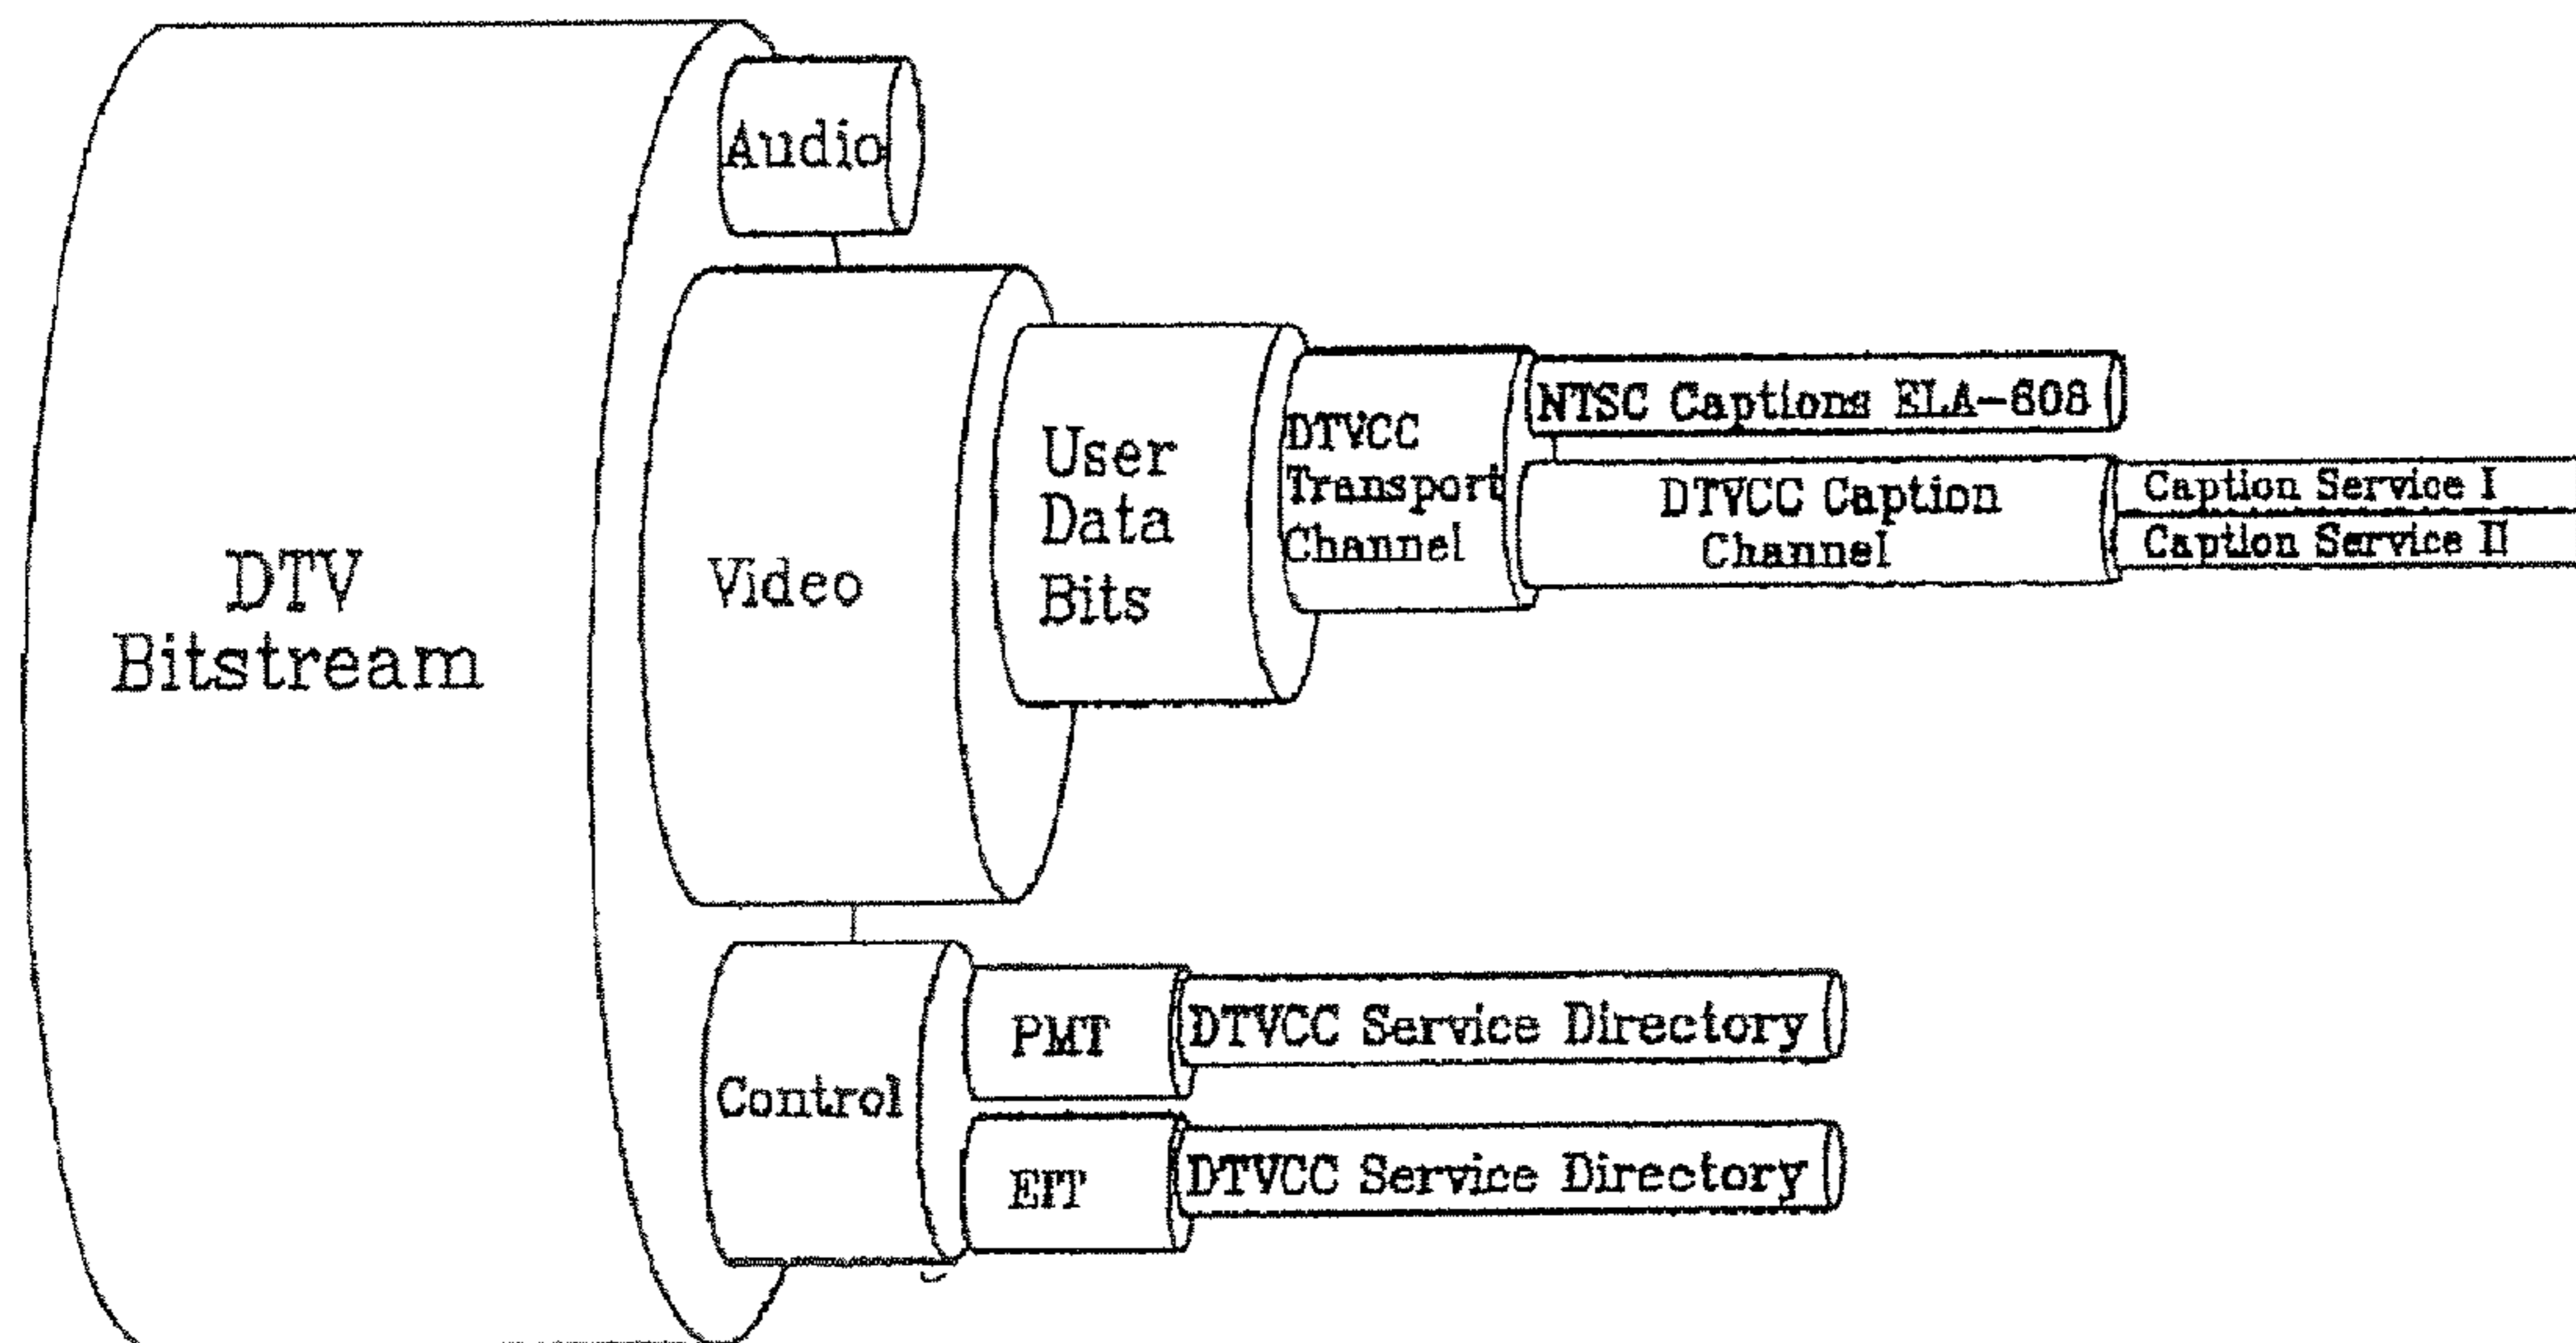 Audio
DTV
Bitstream
Video
User
Data
Bits
DTVCC
Transport
Channel
NTSC Captions ELA-608
DTVCC Caption
Channel
Caption Service I
Caption Service II
Control
PMT
DTVCC Service Directory
EIT
DTVCC Service Directory